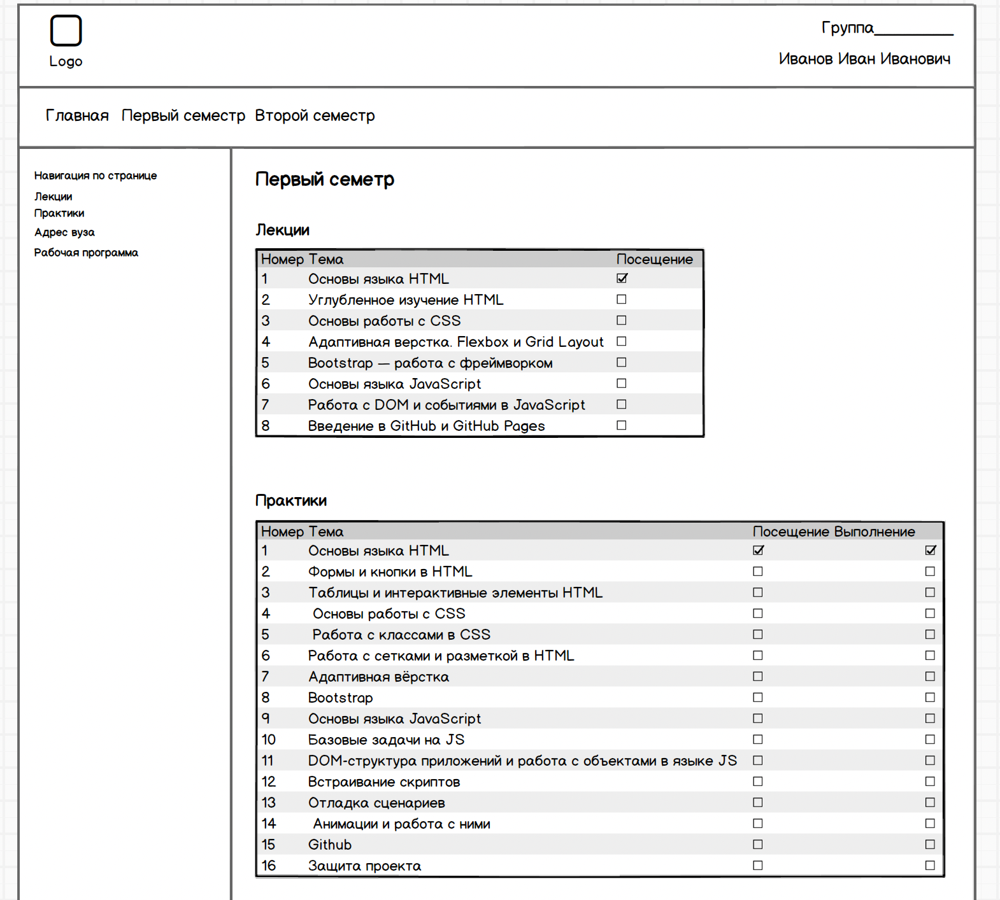 Logo
Группа__________
Иванов Иван Иванович
Главная Первый семестр Второй семестр
Навигация по странице
Лекции
Практики
Адрес вуза
Рабочая программа
Первый семетр
Лекции
Номер Тема Посещение
1 Основы языка HTML
2 Углубленное изучение HTML
3 Основы работы с CSS
4 Адаптивная верстка. Flexbox и Grid Layout
5 Bootstrap — работа с фреймворком
6 Основы языка JavaScript
7 Работа с DOM и событиями в JavaScript
8 Введение в GitHub и GitHub Pages
Практики
Номер Тема Посещение Выполнение
1 Основы языка HTML
2 Формы и кнопки в HTML
3 Таблицы и интерактивные элементы HTML
4 Основы работы с CSS
5 Работа с классами в CSS
6 Работа с сетками и разметкой в HTML
7 Адаптивная вёрстка
8 Bootstrap
9 Основы языка JavaScript
10 Базовые задачи на JS
11 DOM-структура приложений и работа с объектами в языке JS
12 Встраивание скриптов
13 Отладка сценариев
14 Анимации и работа с ними
15 Github
16 Защита проекта